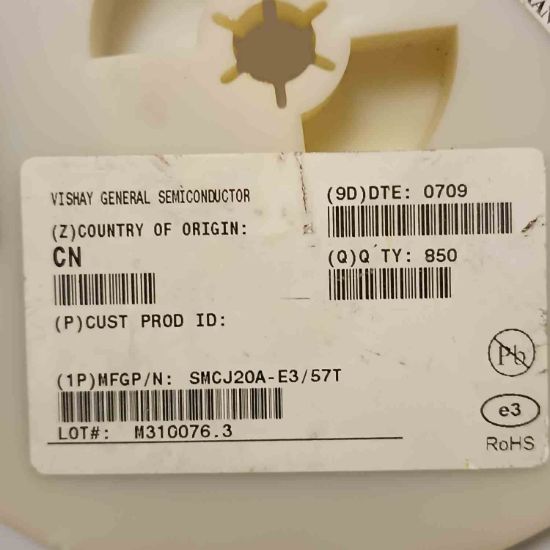 VISHAY GENERAL SEMICONDUCTOR
(9D)DTE: 0709
(Z)COUNTRY OF ORIGIN:
CN
(Q)Q'TY: 850
(P)CUST PROD ID:
Pb
(1P)MFGP/N: SMCJ20A-E3/57T
e3
LOT#: M310076.3
RoHS